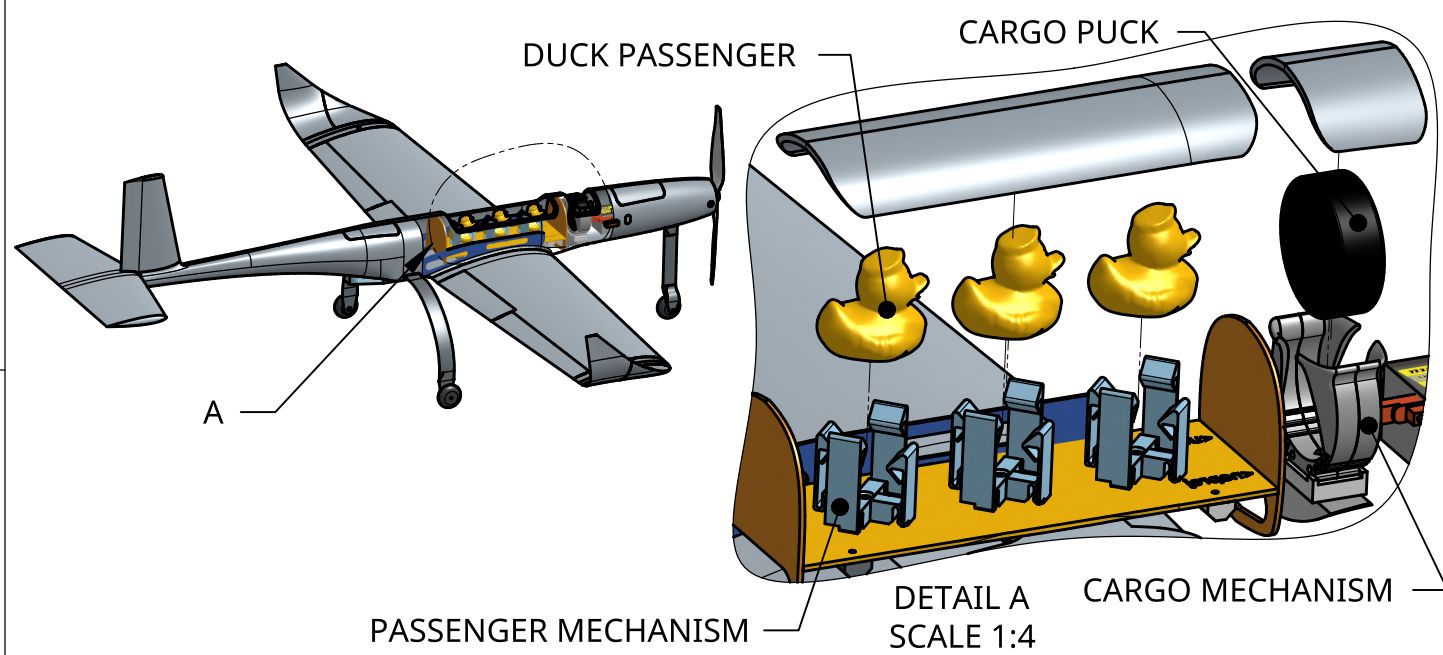 DUCK PASSENGER
CARGO PUCK
A
PASSENGER MECHANISM
DETAIL A
SCALE 1:4
CARGO MECHANISM